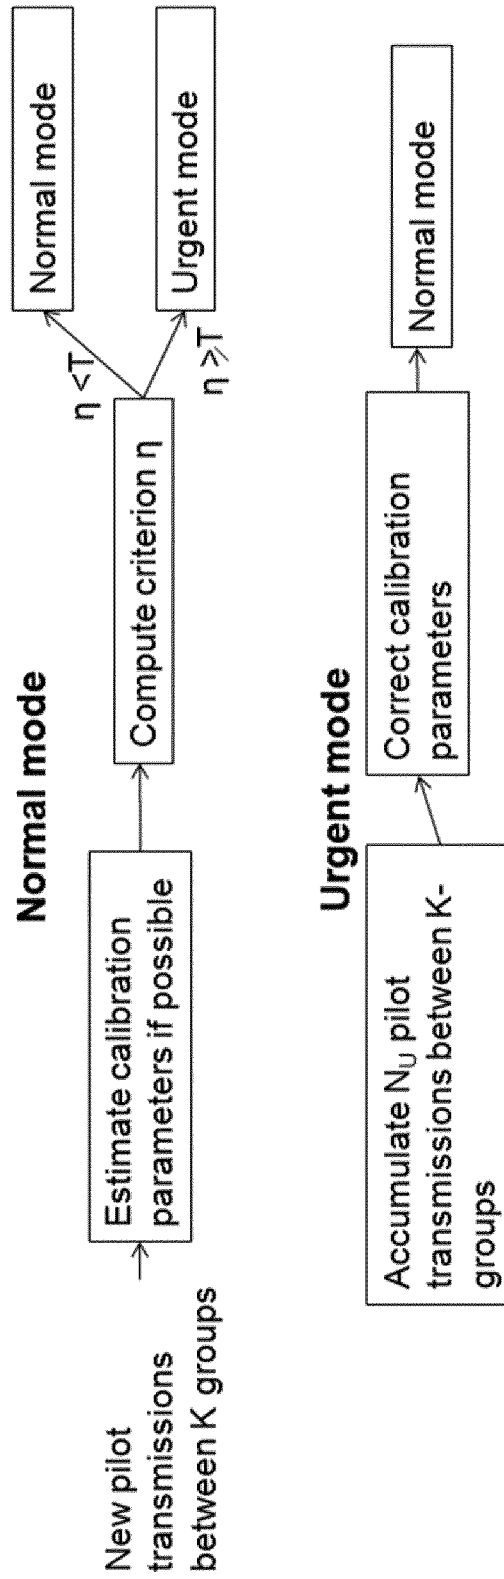 Normal mode
New pilot
transmissions
between K groups
Estimate calibration
parameters if possible
Compute criterion η
η <T
η ⩾T
Normal mode
Urgent mode
Urgent mode
Accumulate NU pilot
transmissions between K-
groups
Correct calibration
parameters
Normal mode